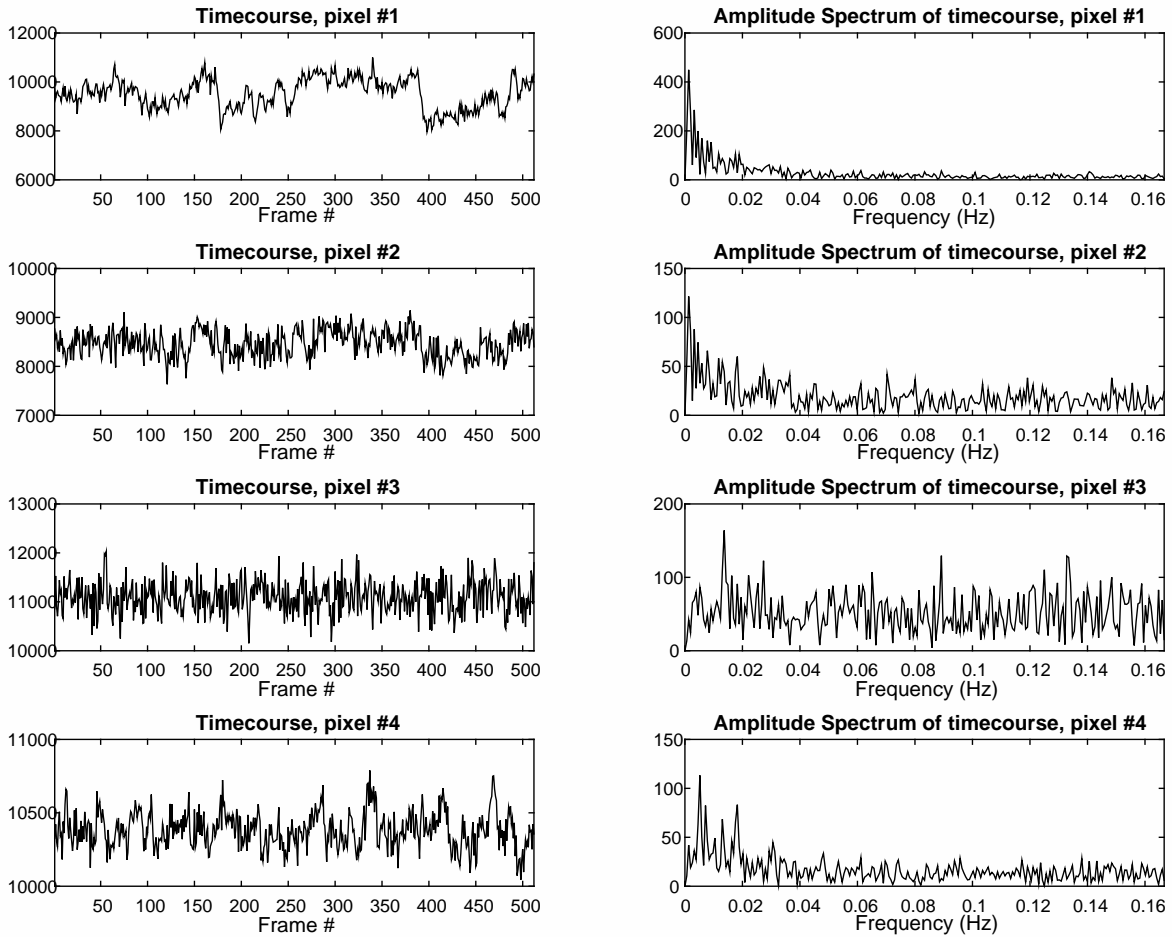 Timecourse, pixel #1
12000
10000
8000
6000
50 100 150 200 250 300 350 400 450 500
Frame #
Amplitude Spectrum of timecourse, pixel #1
600
400
200
0
0 0.02 0.04 0.06 0.08 0.1 0.12 0.14 0.16
Frequency (Hz)
Timecourse, pixel #2
10000
9000
8000
7000
50 100 150 200 250 300 350 400 450 500
Frame #
Amplitude Spectrum of timecourse, pixel #2
150
100
50
0
0 0.02 0.04 0.06 0.08 0.1 0.12 0.14 0.16
Frequency (Hz)
Timecourse, pixel #3
13000
12000
11000
10000
50 100 150 200 250 300 350 400 450 500
Frame #
Amplitude Spectrum of timecourse, pixel #3
200
100
0
0 0.02 0.04 0.06 0.08 0.1 0.12 0.14 0.16
Frequency (Hz)
Timecourse, pixel #4
11000
10500
10000
50 100 150 200 250 300 350 400 450 500
Frame #
Amplitude Spectrum of timecourse, pixel #4
150
100
50
0
0 0.02 0.04 0.06 0.08 0.1 0.12 0.14 0.16
Frequency (Hz)